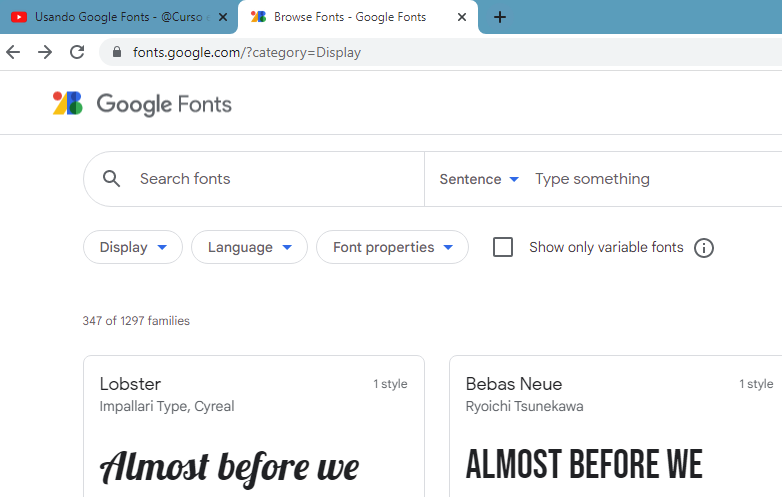 Usando Google Fonts - @Curso e
Browse Fonts - Google Fonts
fonts.google.com/?category=Display
Google Fonts
Search fonts
Sentence
Type something
Display
Language
Font properties
Show only variable fonts
347 of 1297 families
Lobster
1 style
Impallari Type, Cyreal
Almost before we
Bebas Neue
1 style
Ryoichi Tsunekawa
ALMOST BEFORE WE